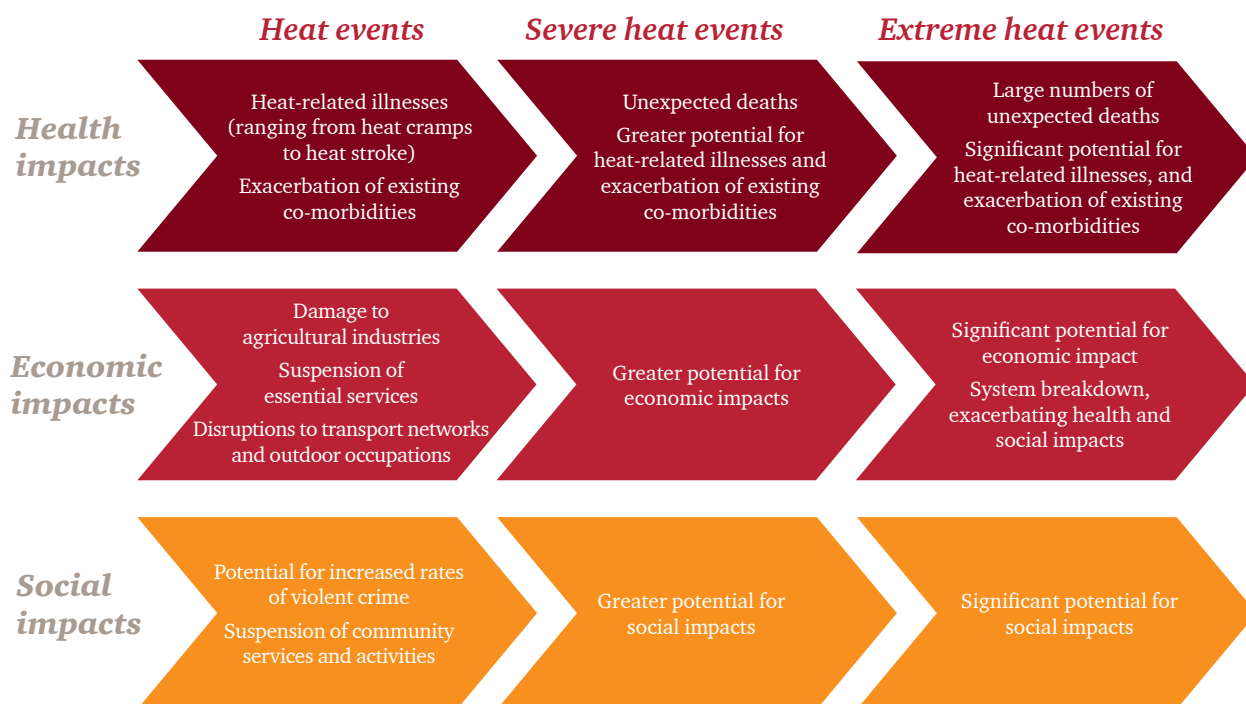 Heat events
Severe heat events
Extreme heat events
Health
impacts
Heat-related illnesses
(ranging from heat cramps
to heat stroke)
Exacerbation of existing
co-morbidities
Unexpected deaths
Greater potential for
heat-related illnesses and
exacerbation of existing
co-morbidities
Large numbers of
unexpected deaths
Significant potential for
heat-related illnesses, and
exacerbation of existing
co-morbidities
Economic
impacts
Damage to
agricultural industries
Suspension of
essential services
Disruptions to transport networks
and outdoor occupations
Greater potential for
economic impacts
Significant potential for
economic impact
System breakdown,
exacerbating health and
social impacts
Social
impacts
Potential for increased rates
of violent crime
Suspension of community
services and activities
Greater potential for
social impacts
Significant potential for
social impacts